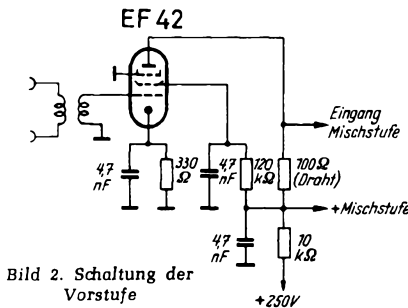 EF 42
Eingang
Mischstufe
4,7
nF
330
Ω
4,7
nF
120
kΩ
100Ω
(Draht)
+Mischstufe
4,7
nF
10
kΩ
Bild 2. Schaltung der
Vorstufe
+250V